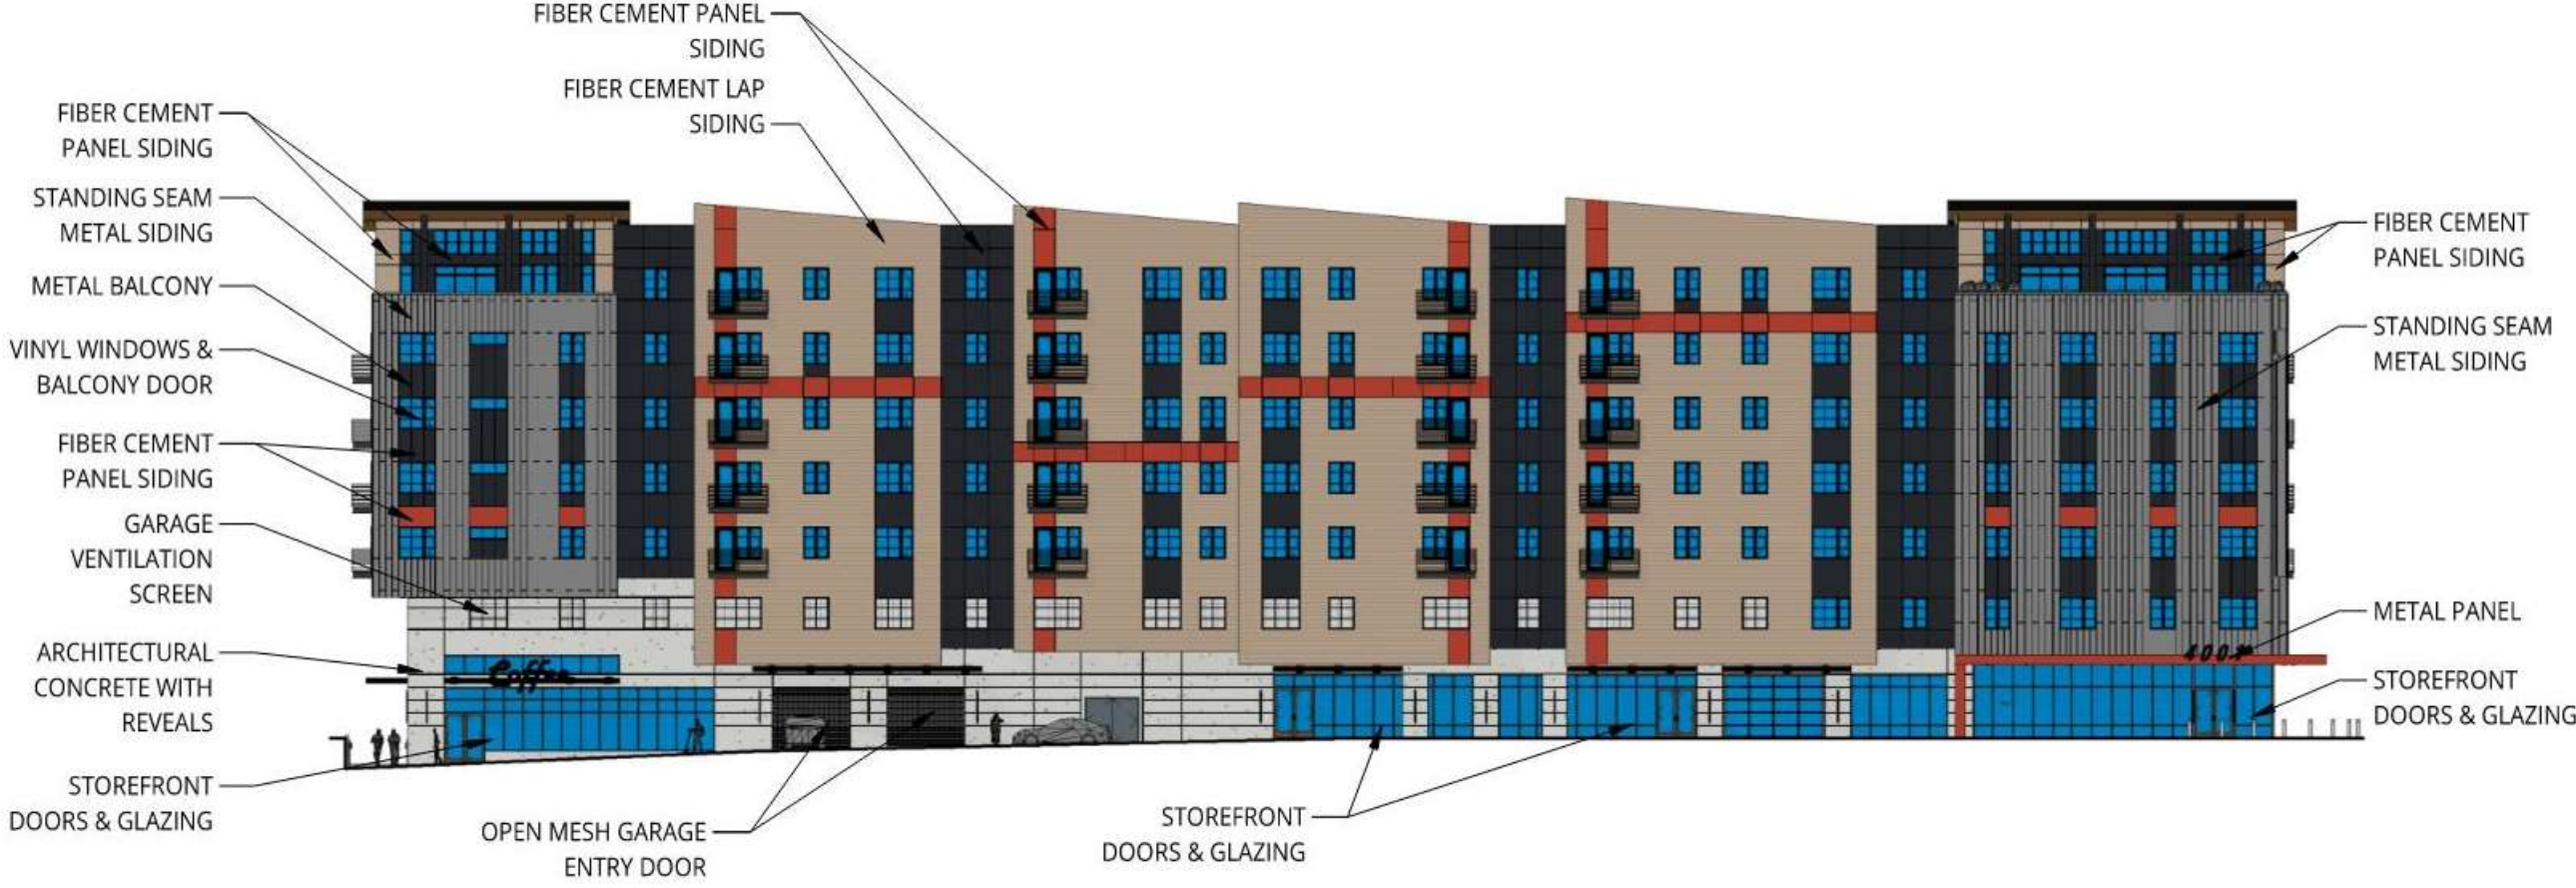 FIBER CEMENT PANEL
SIDING
FIBER CEMENT LAP
SIDING
FIBER CEMENT
PANEL SIDING
STANDING SEAM
METAL SIDING
METAL BALCONY
VINYL WINDOWS &
BALCONY DOOR
FIBER CEMENT
PANEL SIDING
GARAGE
VENTILATION
SCREEN
ARCHITECTURAL
CONCRETE WITH
REVEALS
STOREFRONT
DOORS & GLAZING
Coffee
OPEN MESH GARAGE
ENTRY DOOR
STOREFRONT
DOORS & GLAZING
FIBER CEMENT
PANEL SIDING
STANDING SEAM
METAL SIDING
METAL PANEL
STOREFRONT
DOORS & GLAZING